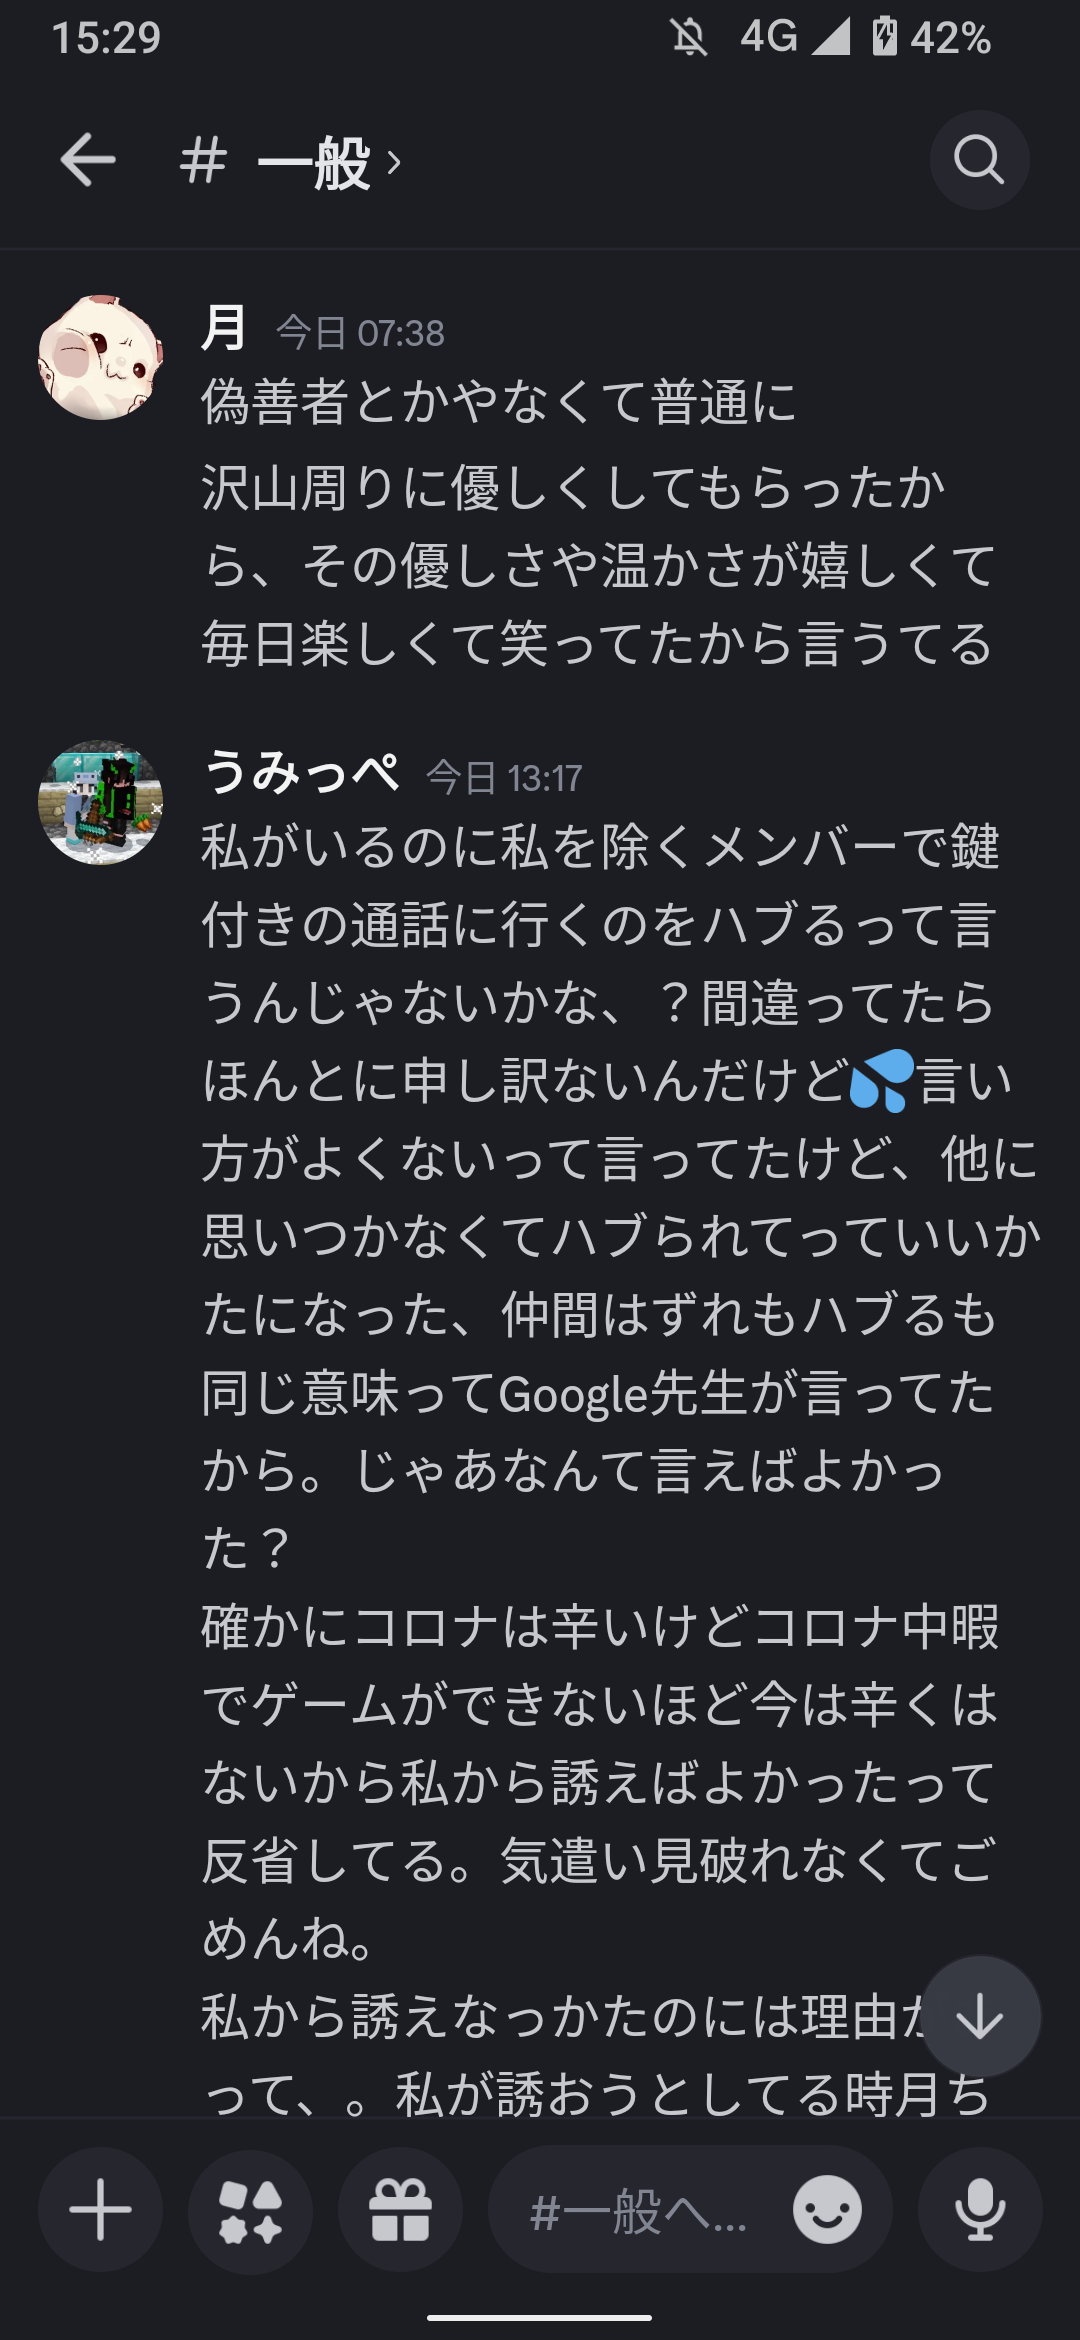 15:29
4G 42%
# 一般 ›
月 今日 07:38
偽善者とかやなくて普通に
沢山周りに優しくしてもらったか
ら、その優しさや温かさが嬉しくて
毎日楽しくて笑ってたから言うてる
うみっぺ 今日 13:17
私がいるのに私を除くメンバーで鍵
付きの通話に行くのをハブるって言
うんじゃないかな、？間違ってたら
ほんとに申し訳ないんだけど💦言い
方がよくないって言ってたけど、他に
思いつかなくてハブられてっていいか
たになった、仲間はずれもハブるも
同じ意味ってGoogle先生が言ってた
から。じゃあなんて言えばよかっ
た？
確かにコロナは辛いけどコロナ中暇
でゲームができないほど今は辛くは
ないから私から誘えばよかったって
反省してる。気遣い見破れなくてご
めんね。
私から誘えなっかたのには理由が
って、。私が誘おうとしてる時月ち
#一般へ...